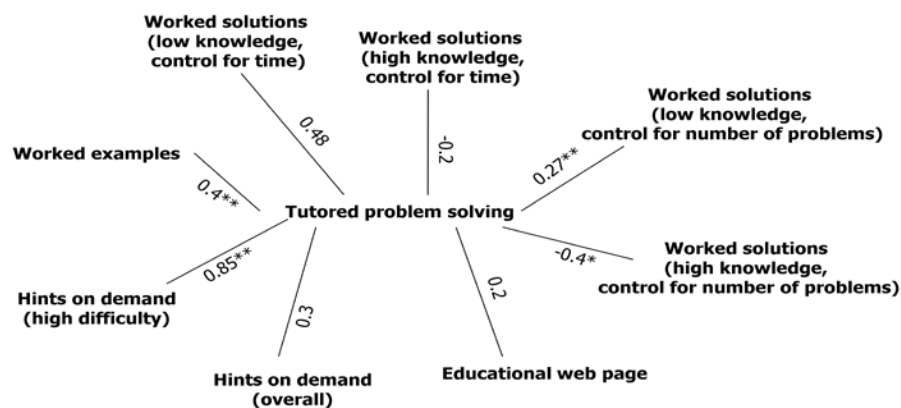 Worked solutions
(low knowledge,
control for time)
Worked solutions
(high knowledge,
control for time)
Worked solutions
(low knowledge,
control for number of problems)
Worked examples
0.48
-0.2
0.27**
0.4**
Tutored problem solving
0.85**
-0.4*
0.3
0.2
Worked solutions
(high knowledge,
control for number of problems)
Hints on demand
(high difficulty)
Hints on demand
(overall)
Educational web page